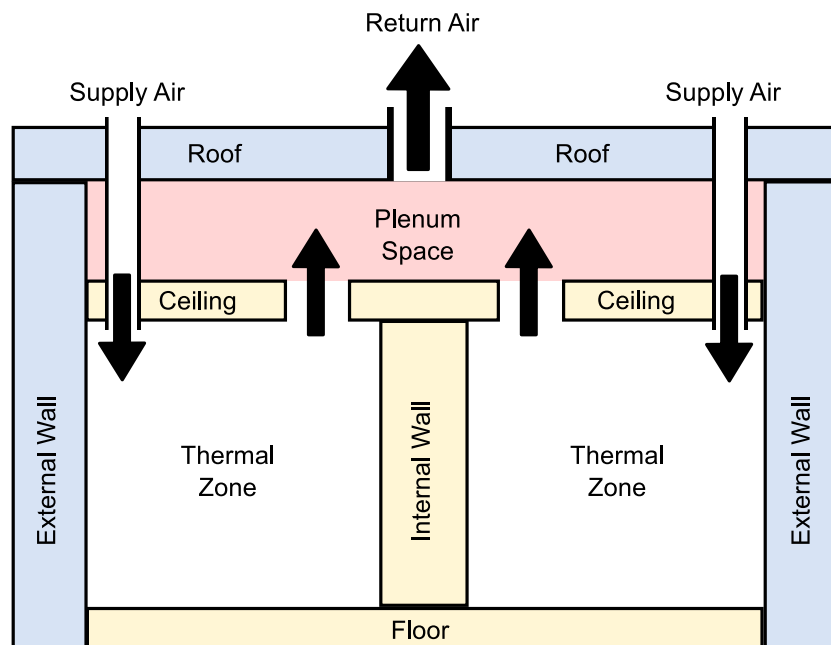 Return Air
Supply Air
Supply Air
Roof
Roof
Plenum
Space
Ceiling
Ceiling
External Wall
Thermal
Zone
Internal Wall
Thermal
Zone
External Wall
Floor